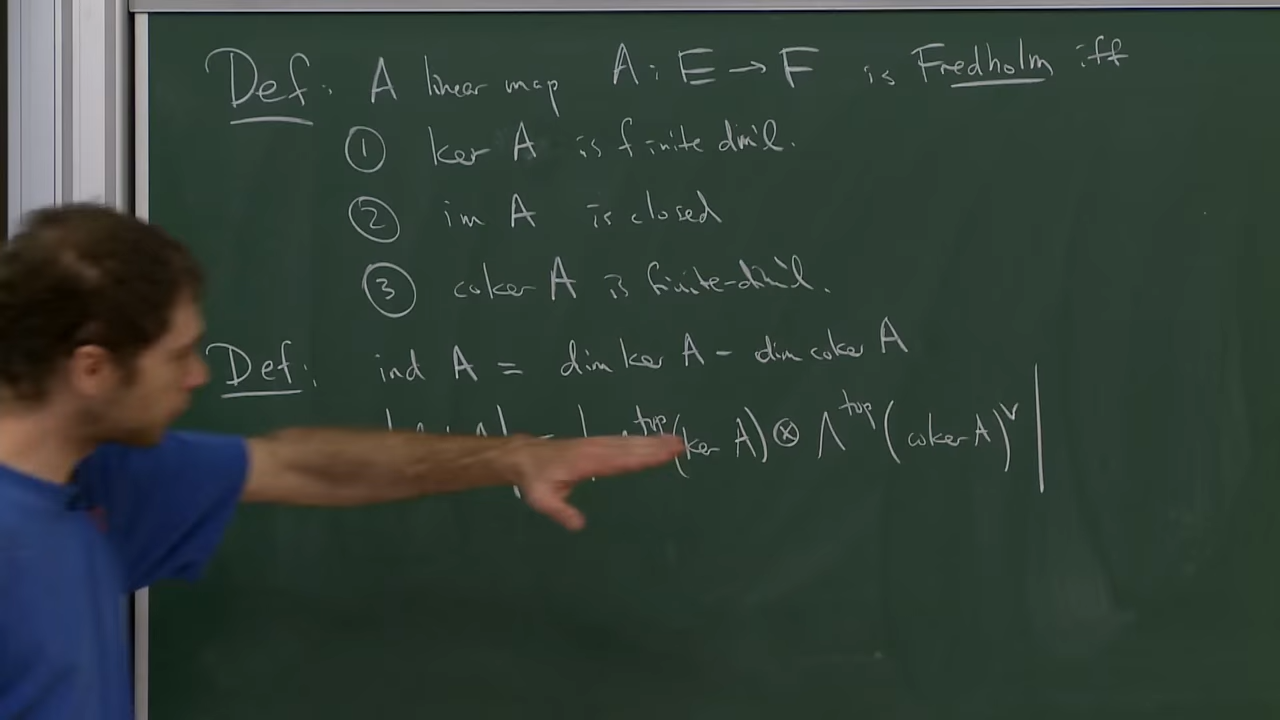 Def: A linear map A: E → F is Fredholm iff
① ker A is finite dim'l.
② im A is closed
③ coker A is finite-dim'l.
Def: ind A = dim ker A - dim coker A
= | top(ker A) ⊗ Λ^top (coker A)^∨ |